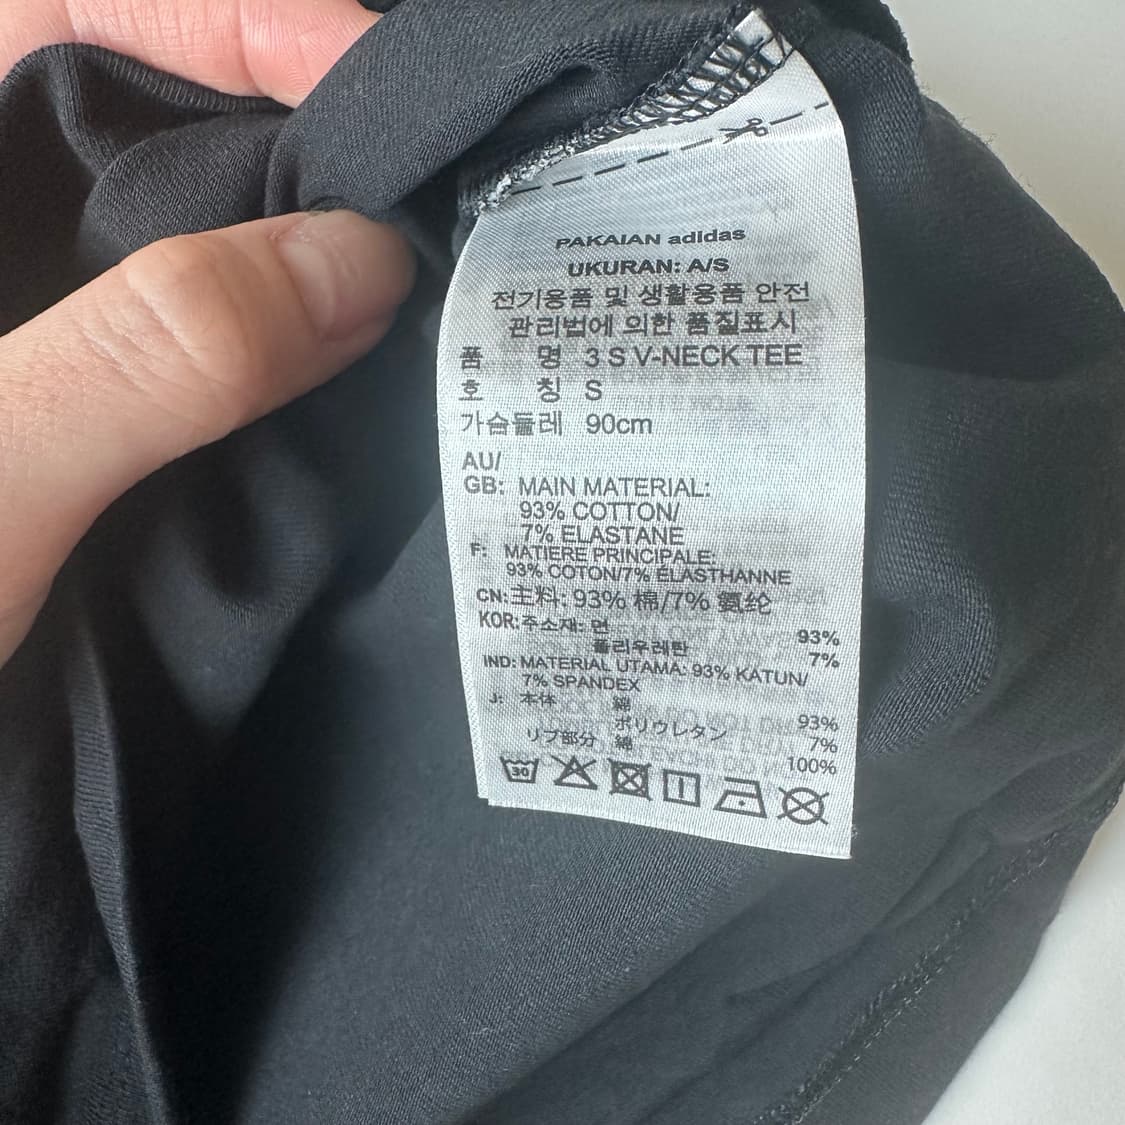 PAKAIAN adidas
UKURAN: A/S
전기용품 및 생활용품 안전
관리법에 의한 품질표시
품 명 3 S V-NECK TEE
호 칭 S
가슴둘레 90cm
AU/
GB: MAIN MATERIAL:
93% COTTON/
7% ELASTANE
F: MATIERE PRINCIPALE:
93% COTON/7% ÉLASTHANNE
CN: 主料: 93% 棉/7% 氨纶
KOR: 주소재: 면 93%
폴리우레탄 7%
IND: MATERIAL UTAMA: 93% KATUN/
7% SPANDEX
J: 本体 綿 93%
ポリウレタン 7%
リブ部分 綿 100%
30